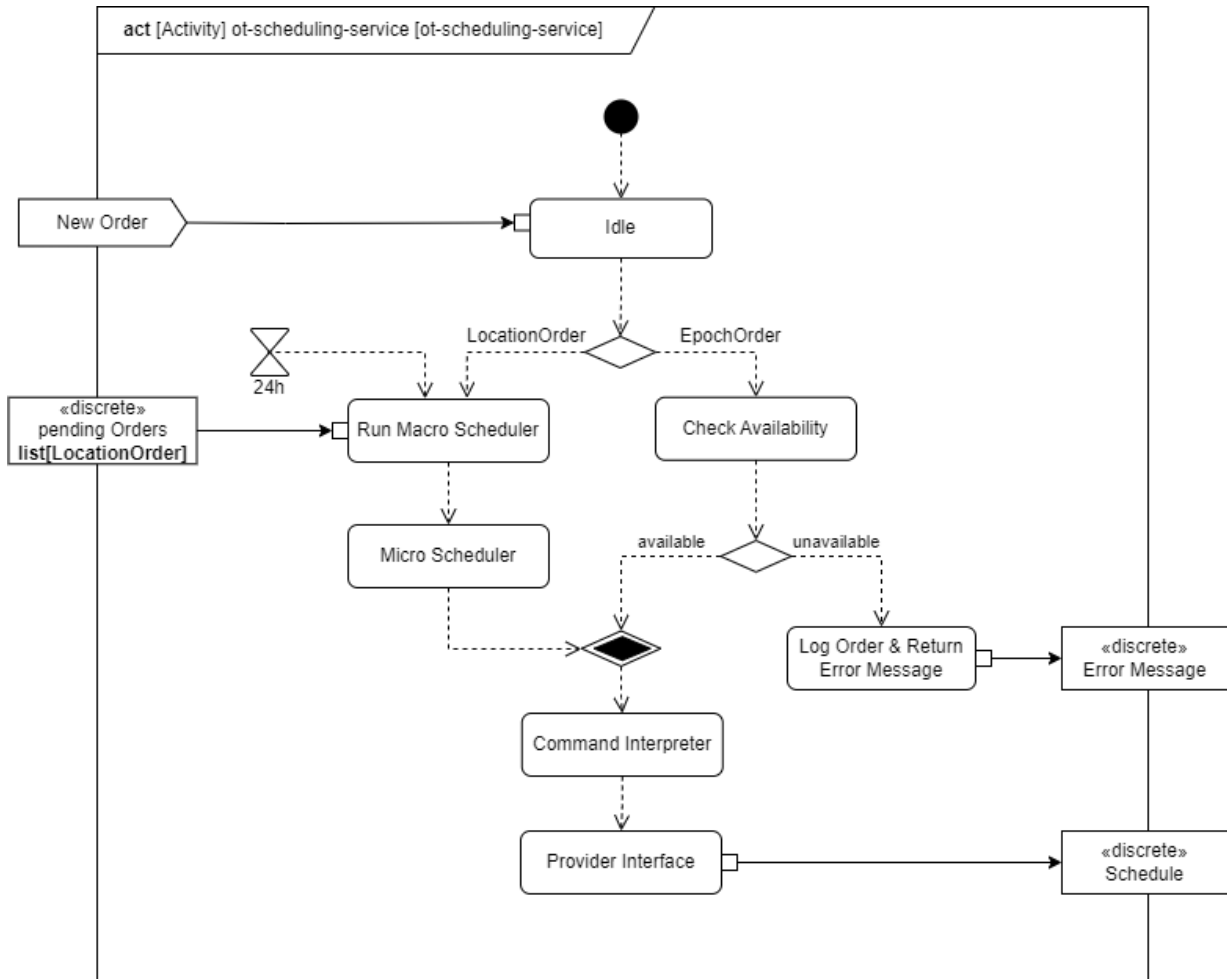 act [Activity] ot-scheduling-service [ot-scheduling-service]
New Order
Idle
LocationOrder
EpochOrder
24h
«discrete»
pending Orders
list[LocationOrder]
Run Macro Scheduler
Check Availability
Micro Scheduler
available
unavailable
Log Order & Return
Error Message
«discrete»
Error Message
Command Interpreter
Provider Interface
«discrete»
Schedule